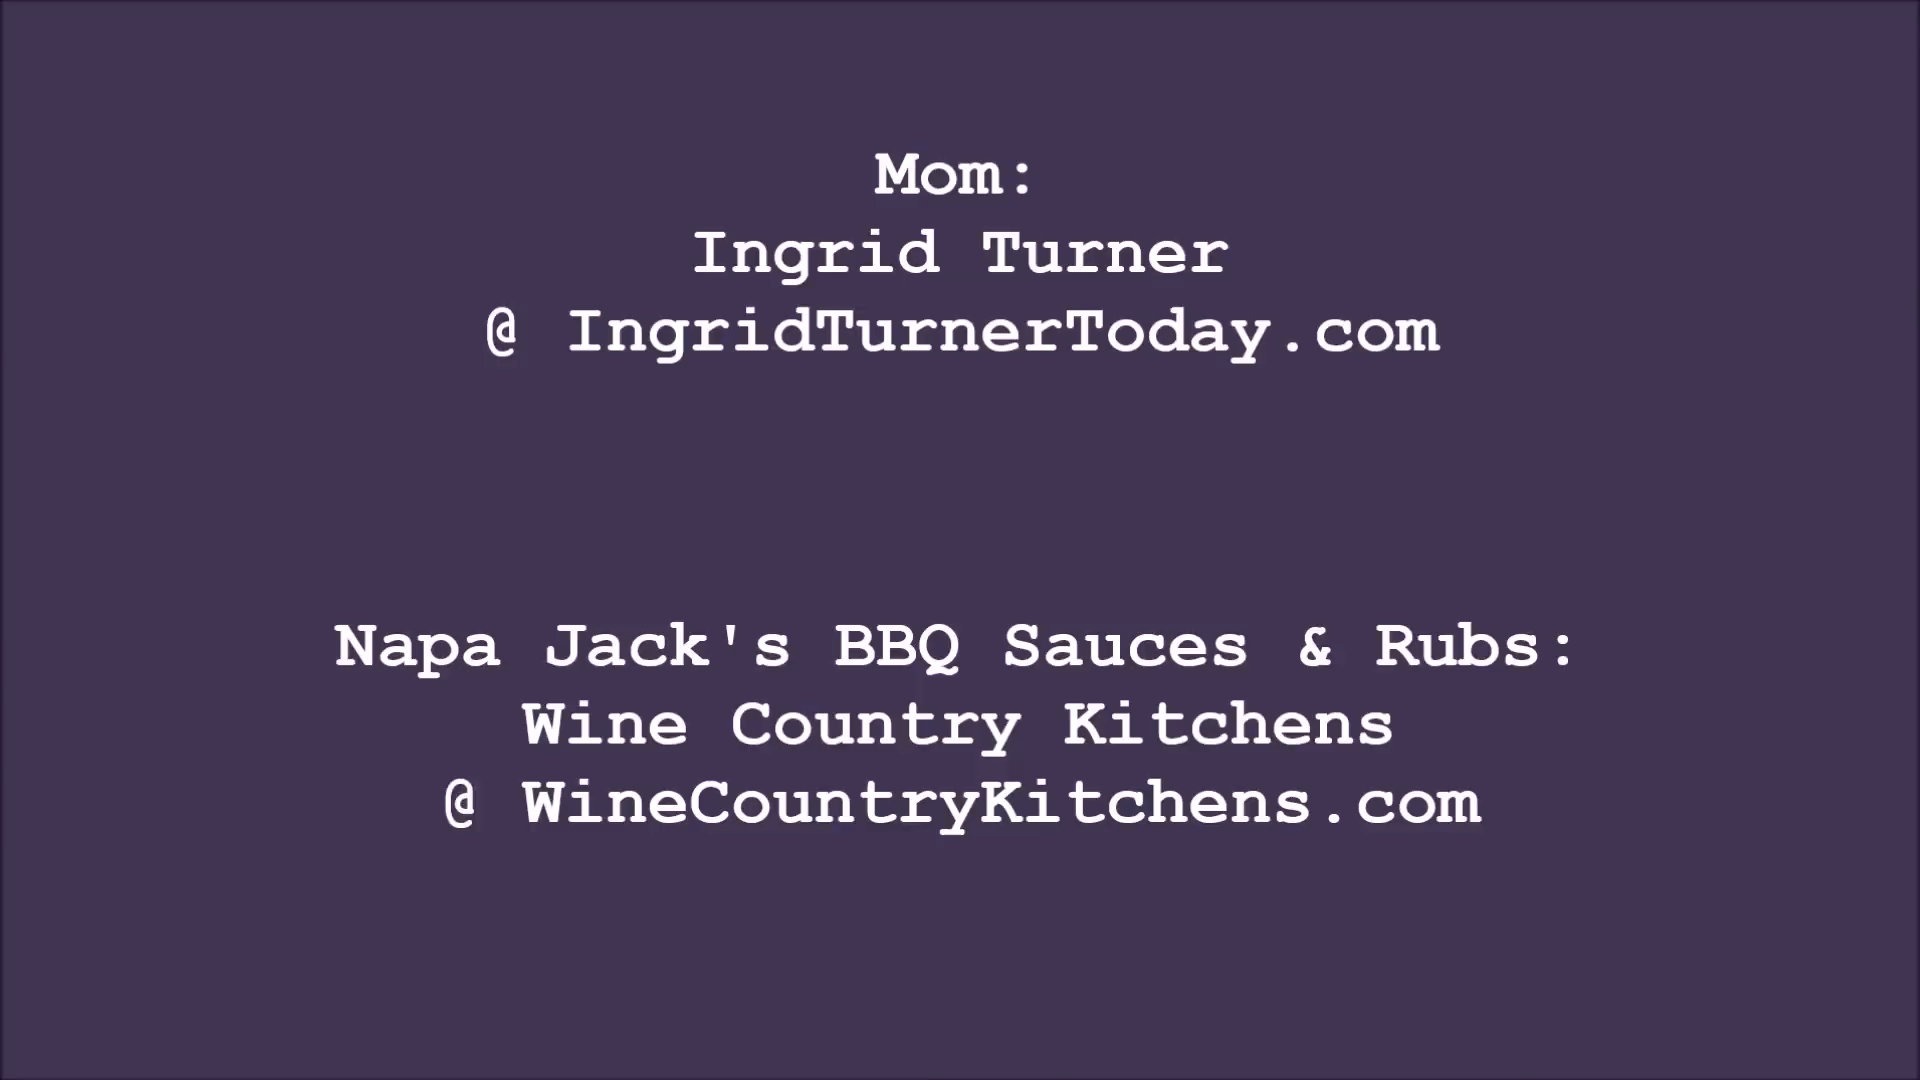 Mom:
Ingrid Turner
@ IngridTurnerToday.com
Napa Jack's BBQ Sauces & Rubs:
Wine Country Kitchens
@ WineCountryKitchens.com